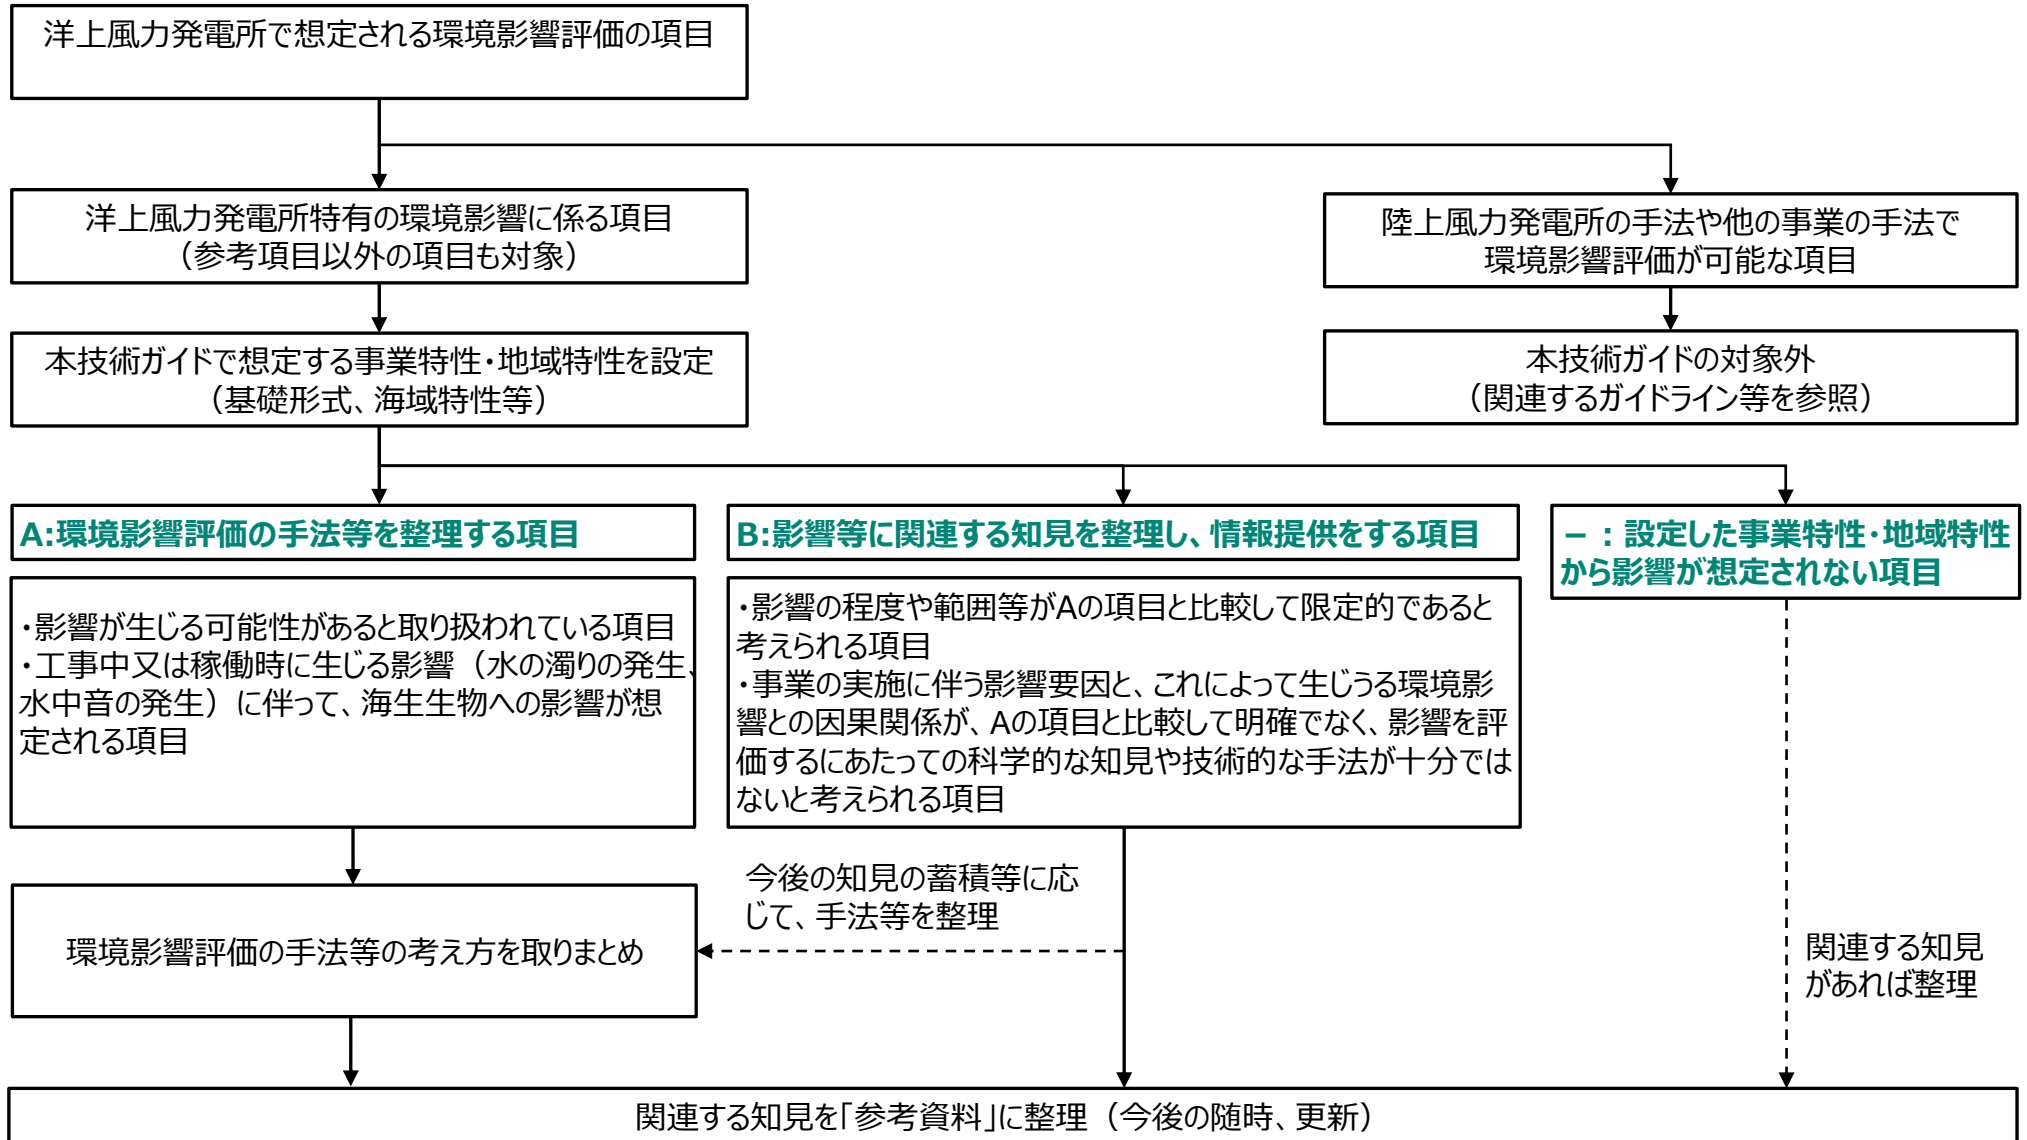 洋上風力発電所で想定される環境影響評価の項目
洋上風力発電所特有の環境影響に係る項目
（参考項目以外の項目も対象）
陸上風力発電所の手法や他の事業の手法で
環境影響評価が可能な項目
本技術ガイドで想定する事業特性・地域特性を設定
（基礎形式、海域特性等）
本技術ガイドの対象外
（関連するガイドライン等を参照）
A:環境影響評価の手法等を整理する項目
B:影響等に関連する知見を整理し、情報提供をする項目
－：設定した事業特性・地域特性
から影響が想定されない項目
・影響が生じる可能性があると取り扱われている項目
・工事中又は稼働時に生じる影響（水の濁りの発生、
水中音の発生）に伴って、海生生物への影響が想
定される項目
・影響の程度や範囲等がAの項目と比較して限定的であると
考えられる項目
・事業の実施に伴う影響要因と、これによって生じうる環境影
響との因果関係が、Aの項目と比較して明確でなく、影響を評
価するにあたっての科学的な知見や技術的な手法が十分では
ないと考えられる項目
今後の知見の蓄積等に応
じて、手法等を整理
環境影響評価の手法等の考え方を取りまとめ
関連する知見
があれば整理
関連する知見を「参考資料」に整理（今後の随時、更新）